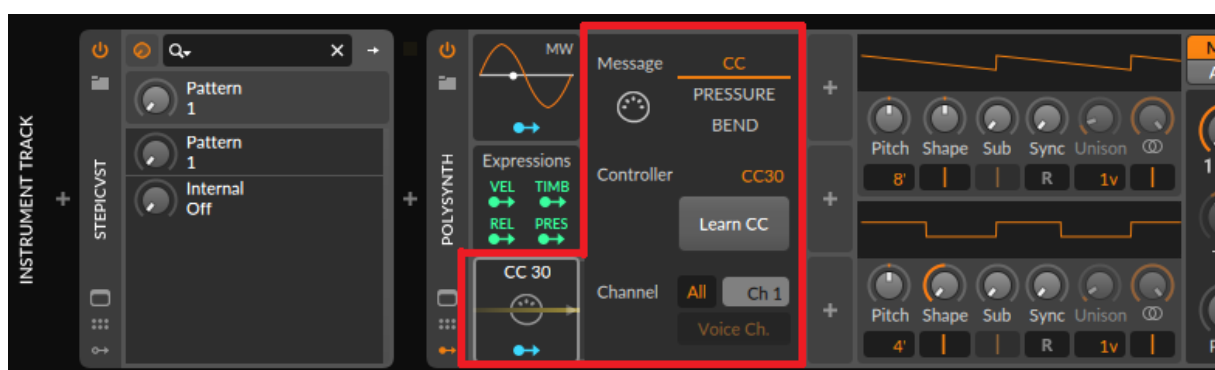 INSTRUMENT TRACK
STEPICVST
Pattern
1
Pattern
1
Internal
Off
POLYSYNTH
MW
Expressions
VEL TIMB
REL PRES
CC 30
Message CC
PRESSURE
BEND
Controller CC30
Learn CC
Channel All Ch 1
Voice Ch.
Pitch Shape Sub Sync Unison
8' R 1v
Pitch Shape Sub Sync Unison
4' R 1v